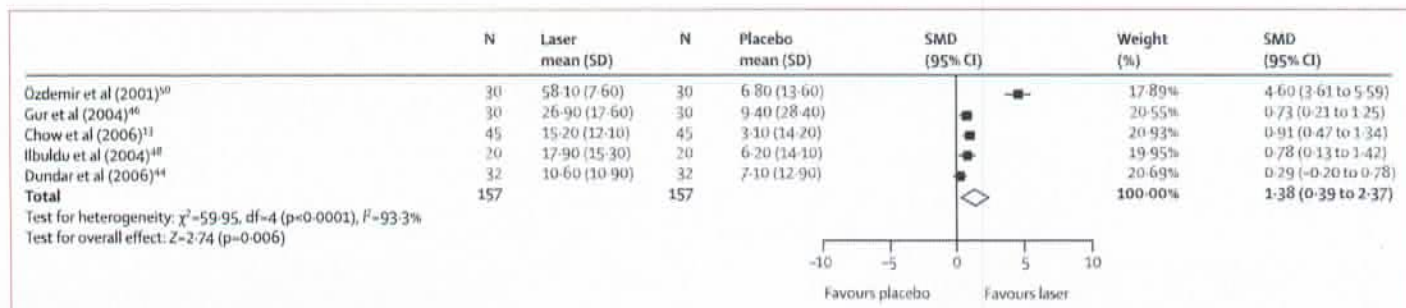 N Laser N Placebo SMD Weight SMD
mean (SD) mean (SD) (95% CI) (%) (95% CI)
Özdemir et al (2001)⁵⁰ 30 58·10 (7·60) 30 6·80 (13·60) 17·89% 4·60 (3·61 to 5·59)
Gur et al (2004)⁴⁶ 30 26·90 (17·60) 30 9·40 (28·40) 20·55% 0·73 (0·21 to 1·25)
Chow et al (2006)¹³ 45 15·20 (12·10) 45 3·10 (14·20) 20·93% 0·91 (0·47 to 1·34)
Ilbuldu et al (2004)⁴⁸ 20 17·90 (15·30) 20 6·20 (14·10) 19·95% 0·78 (0·13 to 1·42)
Dundar et al (2006)⁴⁴ 32 10·60 (10·90) 32 7·10 (12·90) 20·69% 0·29 (–0·20 to 0·78)
Total 157 157 100·00% 1·38 (0·39 to 2·37)
Test for heterogeneity: χ²=59·95, df=4 (p<0·0001), I²=93·3%
Test for overall effect: Z=2·74 (p=0·006)
–10 –5 0 5 10
Favours placebo Favours laser